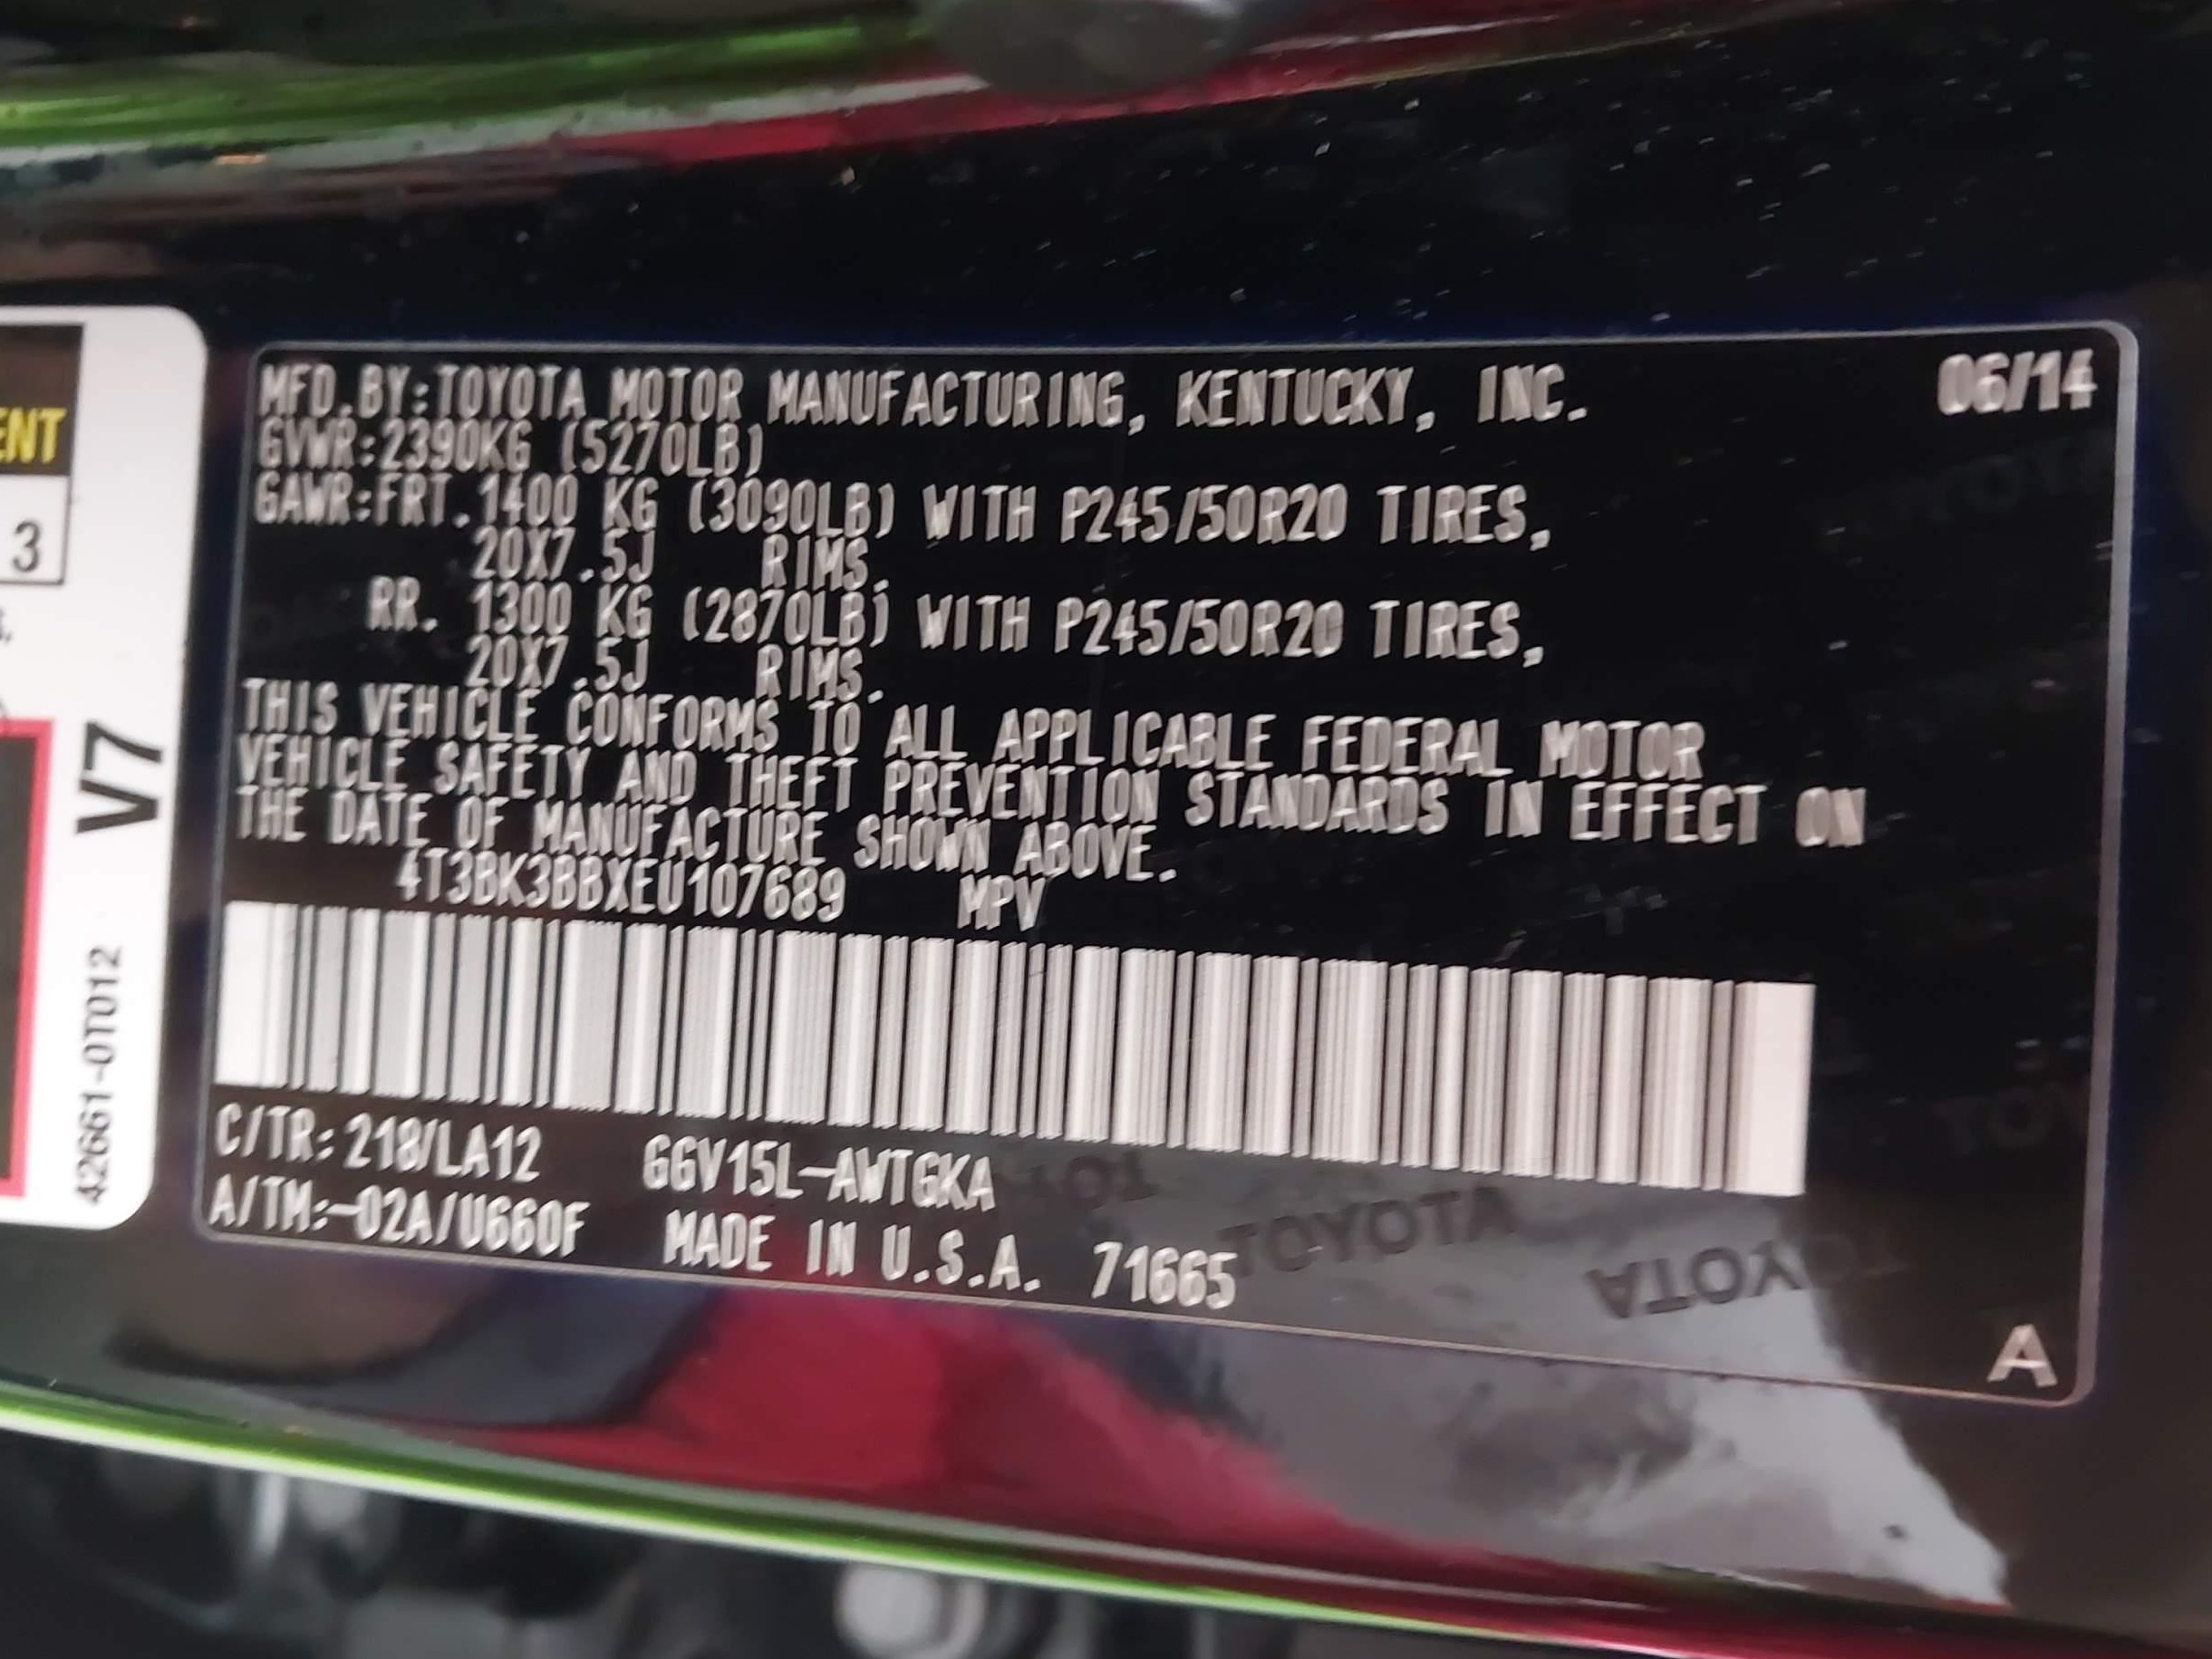 MFD.BY:TOYOTA MOTOR MANUFACTURING, KENTUCKY, INC. 06/14
GVWR:2390KG (5270LB)
GAWR:FRT.1400 KG (3090LB) WITH P245/50R20 TIRES,
20X7.5J RIMS.
RR. 1300 KG (2870LB) WITH P245/50R20 TIRES,
20X7.5J RIMS.
THIS VEHICLE CONFORMS TO ALL APPLICABLE FEDERAL MOTOR
VEHICLE SAFETY AND THEFT PREVENTION STANDARDS IN EFFECT ON
THE DATE OF MANUFACTURE SHOWN ABOVE.
4T3BK3BBXEU107689 MPV
C/TR:218/LA12 GGV15L-AWTGKA
A/TM:-02A/U660F MADE IN U.S.A. 71665
A
TOYOTA
TOYOTA
ENT
3
V7
42661-0T012